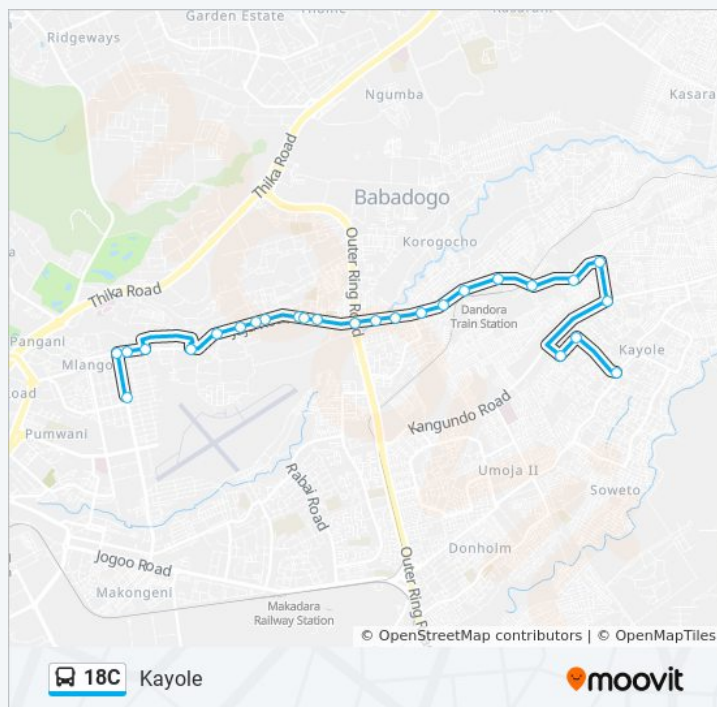 Garden Estate
Ridgeways
Kasarani
Ngumba
Kasara
Thika Road
Babadogo
Korogocho
Outer Ring Road
Thika Road
Dandora
Train Station
Pangani
Mlango
Kayole
Road
Pumwani
Kangundo Road
Umoja II
Rabai Road
Soweto
Donholm
Jogoo Road
Outer Ring R
Makongeni
Makadara
Railway Station
© OpenStreetMap contributors | © OpenMapTiles
18C Kayole
moovit